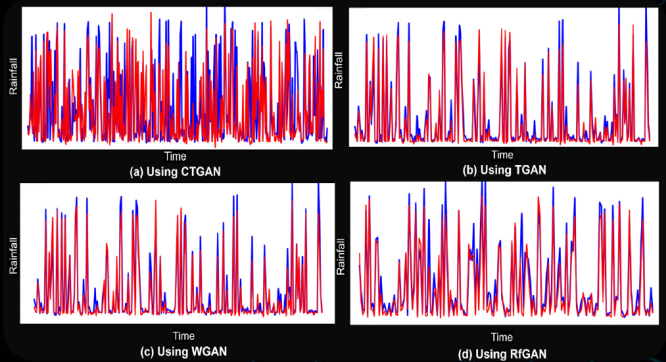 Rainfall
Time
(a) Using CTGAN
Rainfall
Time
(b) Using TGAN
Rainfall
Time
(c) Using WGAN
Rainfall
Time
(d) Using RfGAN